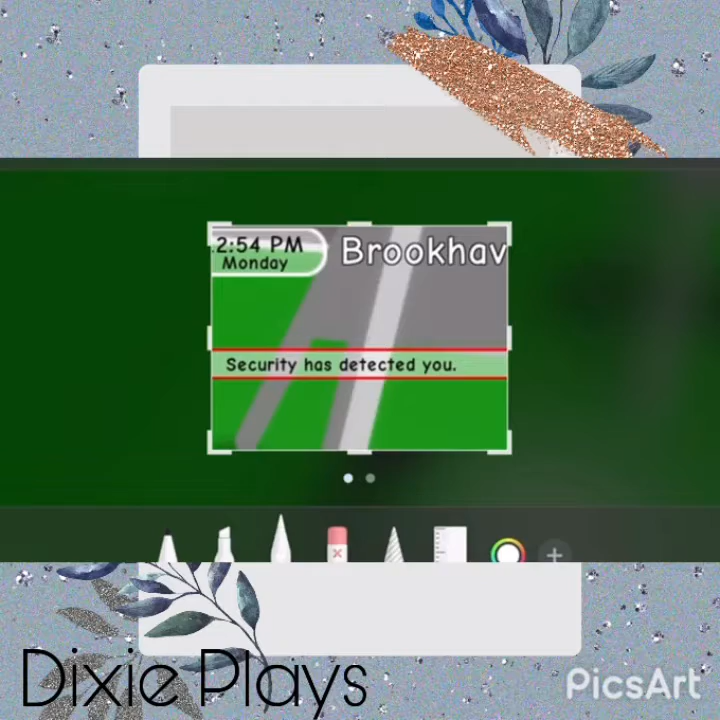 2:54 PM
Monday
Brookhav
Security has detected you.
Dixie Plays
PicsArt